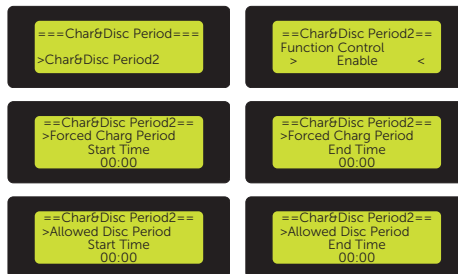 ===Char&Disc Period===
>Char&Disc Period2
==Char&Disc Period2==
Function Control
> Enable <
==Char&Disc Period2==
>Forced Charg Period
Start Time
00:00
==Char&Disc Period2==
>Forced Charg Period
End Time
00:00
==Char&Disc Period2==
>Allowed Disc Period
Start Time
00:00
==Char&Disc Period2==
>Allowed Disc Period
End Time
00:00